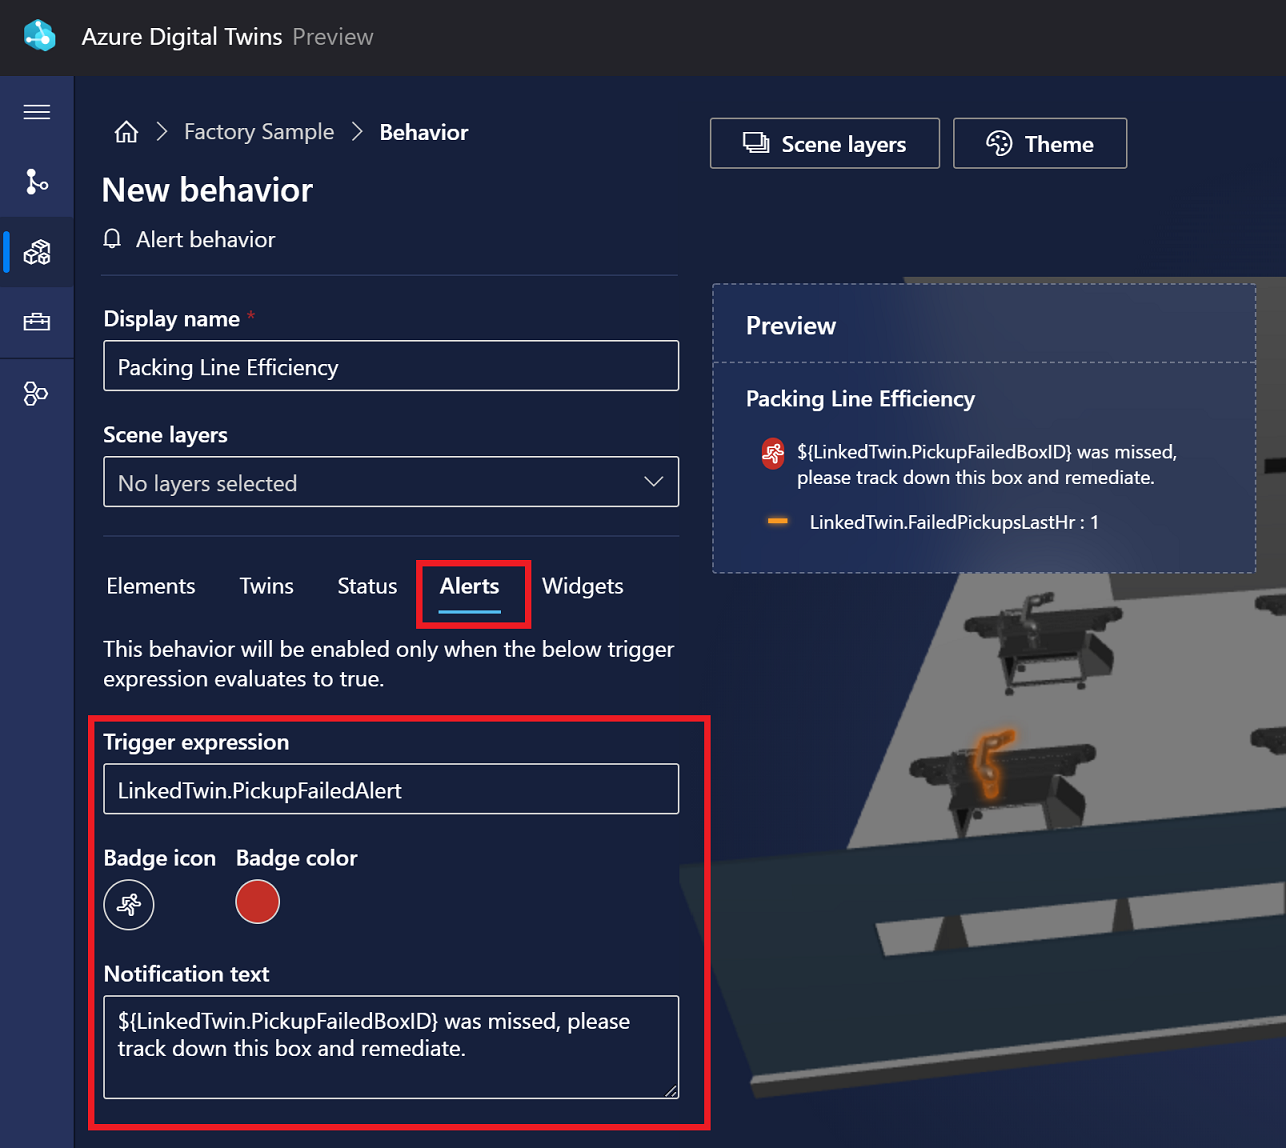 Azure Digital Twins Preview
Factory Sample Behavior
Scene layers
Theme
New behavior
Alert behavior
Display name *
Packing Line Efficiency
Scene layers
No layers selected
Elements Twins Status Alerts Widgets
This behavior will be enabled only when the below trigger
expression evaluates to true.
Trigger expression
LinkedTwin.PickupFailedAlert
Badge icon Badge color
Notification text
${LinkedTwin.PickupFailedBoxID} was missed, please
track down this box and remediate.
Preview
Packing Line Efficiency
${LinkedTwin.PickupFailedBoxID} was missed,
please track down this box and remediate.
LinkedTwin.FailedPickupsLastHr : 1